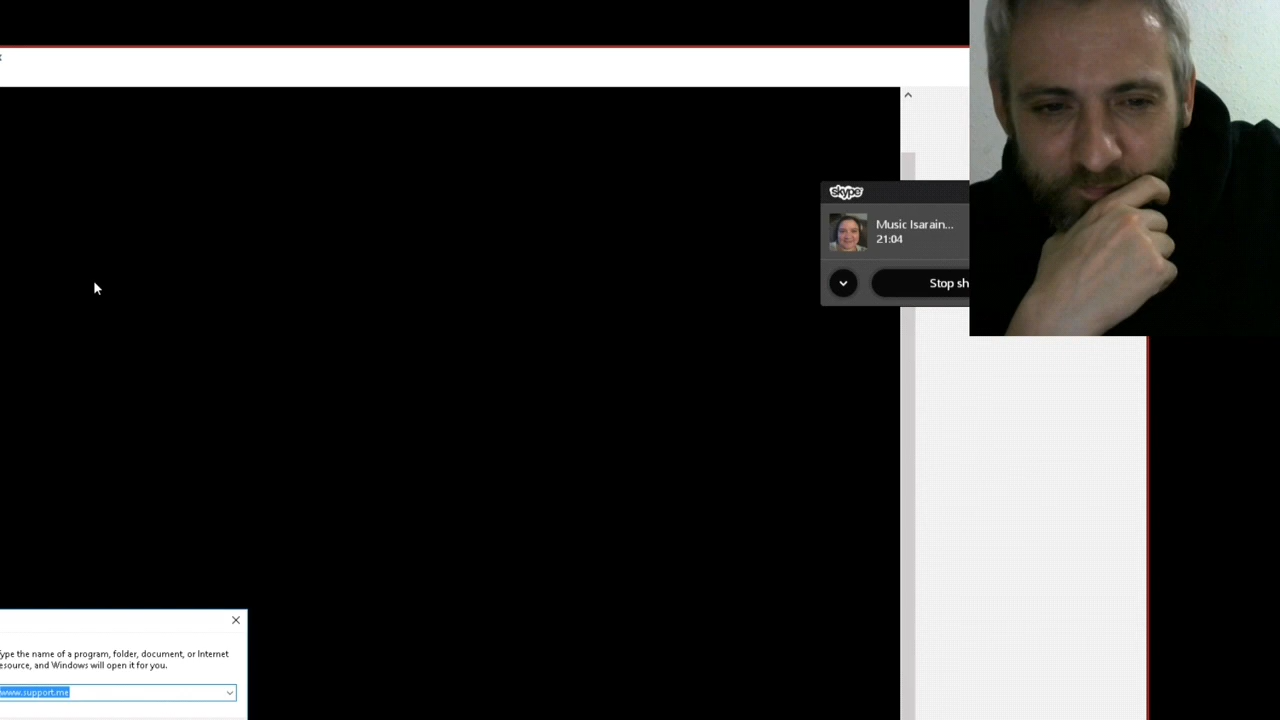 skype
Music Isarain...
21:04
Stop sh
ype the name of a program, folder, document, or Internet
esource, and Windows will open it for you.
www.support.me